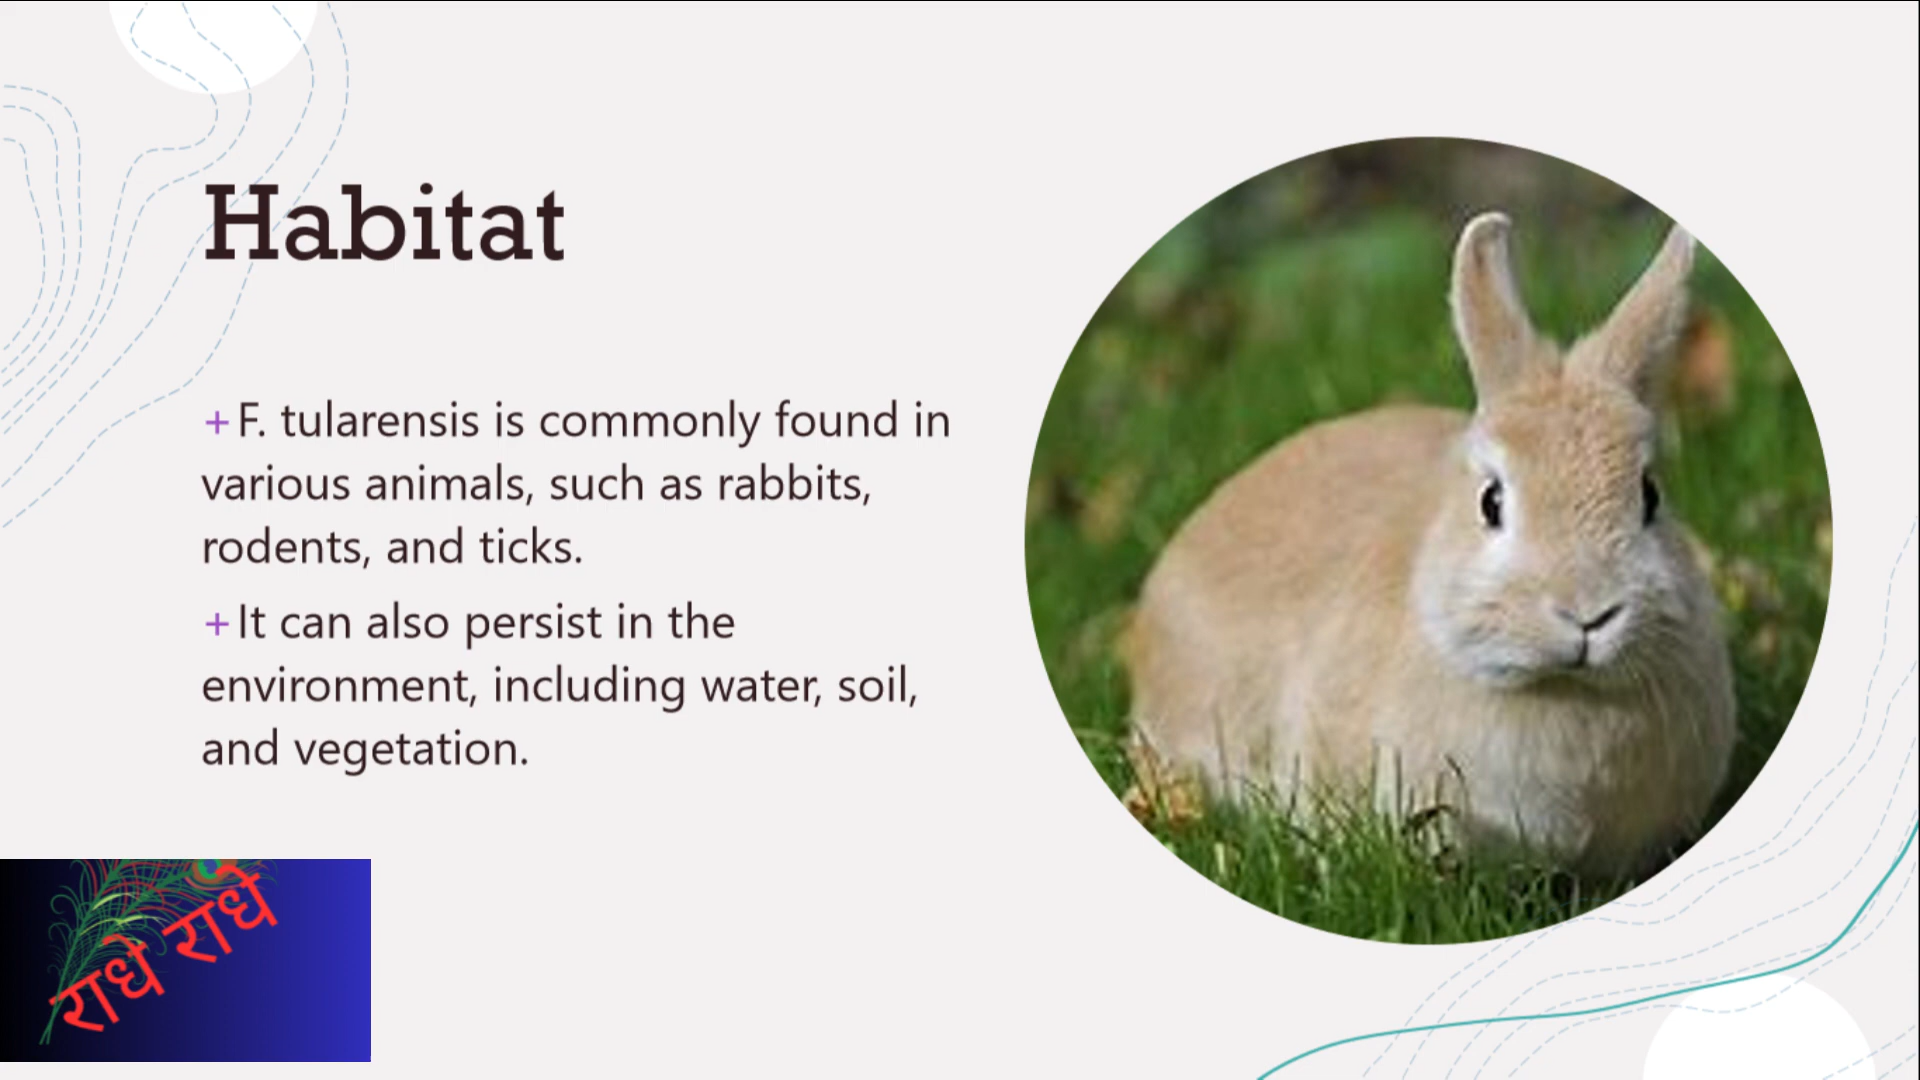 Habitat
+F. tularensis is commonly found in
various animals, such as rabbits,
rodents, and ticks.
+It can also persist in the
environment, including water, soil,
and vegetation.
राधे राधे